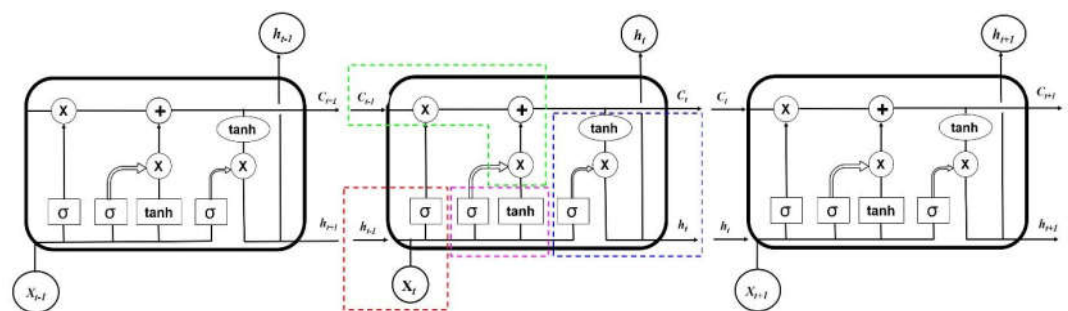 h_{t-1} h_t h_{t+1}
C_{t-1} C_{t-1} C_t C_t C_{t+1}
X + X + X +
tanh tanh tanh
X X X X X X
σ σ tanh σ σ σ tanh σ σ σ tanh σ
h_{t-1} h_{t-1} h_t h_t h_{t+1}
X_{t-1} X_t X_{t+1}